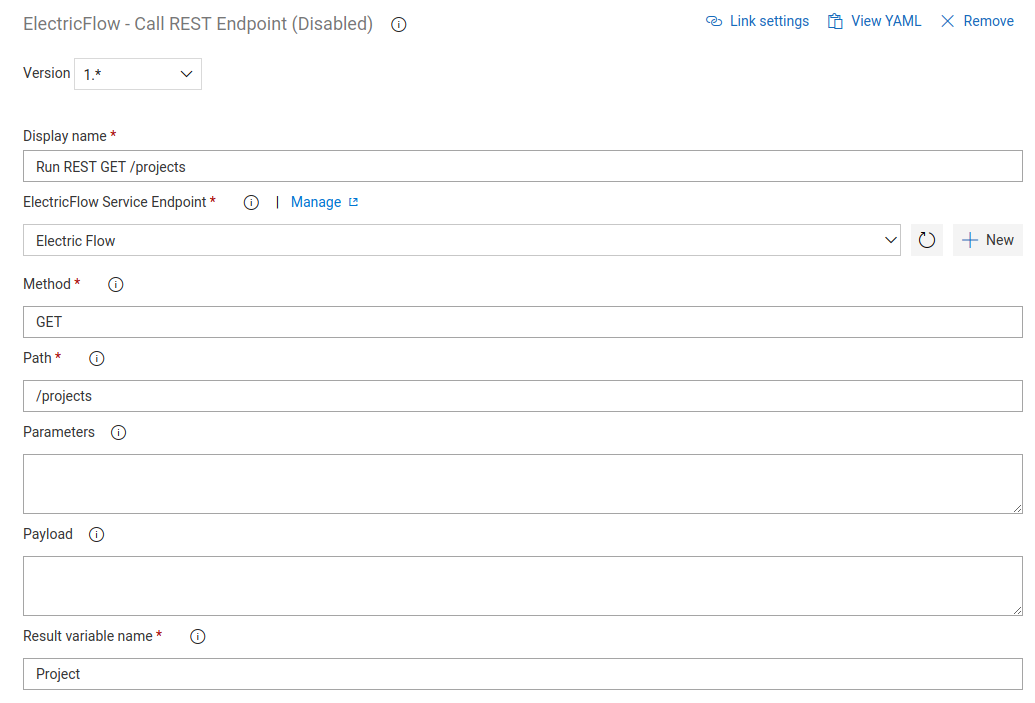 ElectricFlow - Call REST Endpoint (Disabled) Link settings View YAML Remove
Version 1.*
Display name *
Run REST GET /projects
ElectricFlow Service Endpoint * | Manage
Electric Flow New
Method *
GET
Path *
/projects
Parameters
Payload
Result variable name *
Project